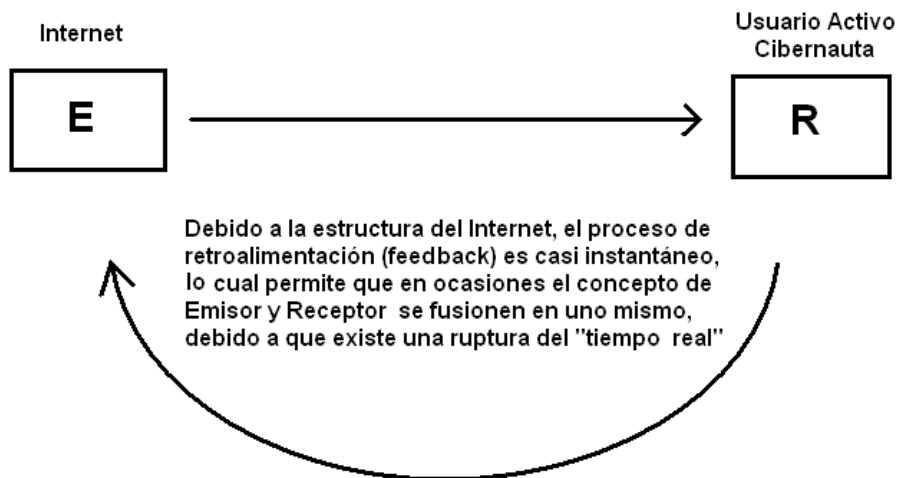 Internet
Usuario Activo
Cibernauta
E
R
Debido a la estructura del Internet, el proceso de
retroalimentación (feedback) es casi instantáneo,
lo cual permite que en ocasiones el concepto de
Emisor y Receptor se fusionen en uno mismo,
debido a que existe una ruptura del "tiempo real"